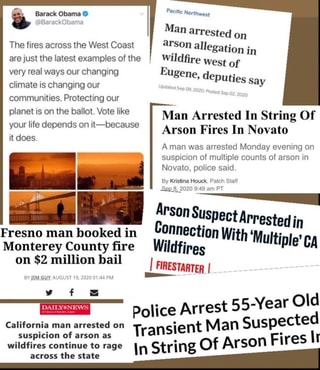 Barack Obama
@BarackObama
The fires across the West Coast
are just the latest examples of the
very real ways our changing
climate is changing our
communities. Protecting our
planet is on the ballot. Vote like
your life depends on it—because
it does.
Pacific Northwest
Man arrested on
arson allegation in
wildfire west of
Eugene, deputies say
Updated Sep 09, 2020; Posted Sep 02, 2020
Man Arrested In String Of
Arson Fires In Novato
A man was arrested Monday evening on
suspicion of multiple counts of arson in
Novato, police said.
By Kristina Houck, Patch Staff
Sep 8, 2020 9:49 am PT
Fresno man booked in
Monterey County fire
on $2 million bail
BY JIM GUY AUGUST 19, 2020 01:44 PM
Arson Suspect Arrested in
Connection With 'Multiple' CA
Wildfires
FIRESTARTER
DAILY NEWS
California man arrested on
suspicion of arson as
wildfires continue to rage
across the state
Police Arrest 55-Year Old
Transient Man Suspected
In String Of Arson Fires I